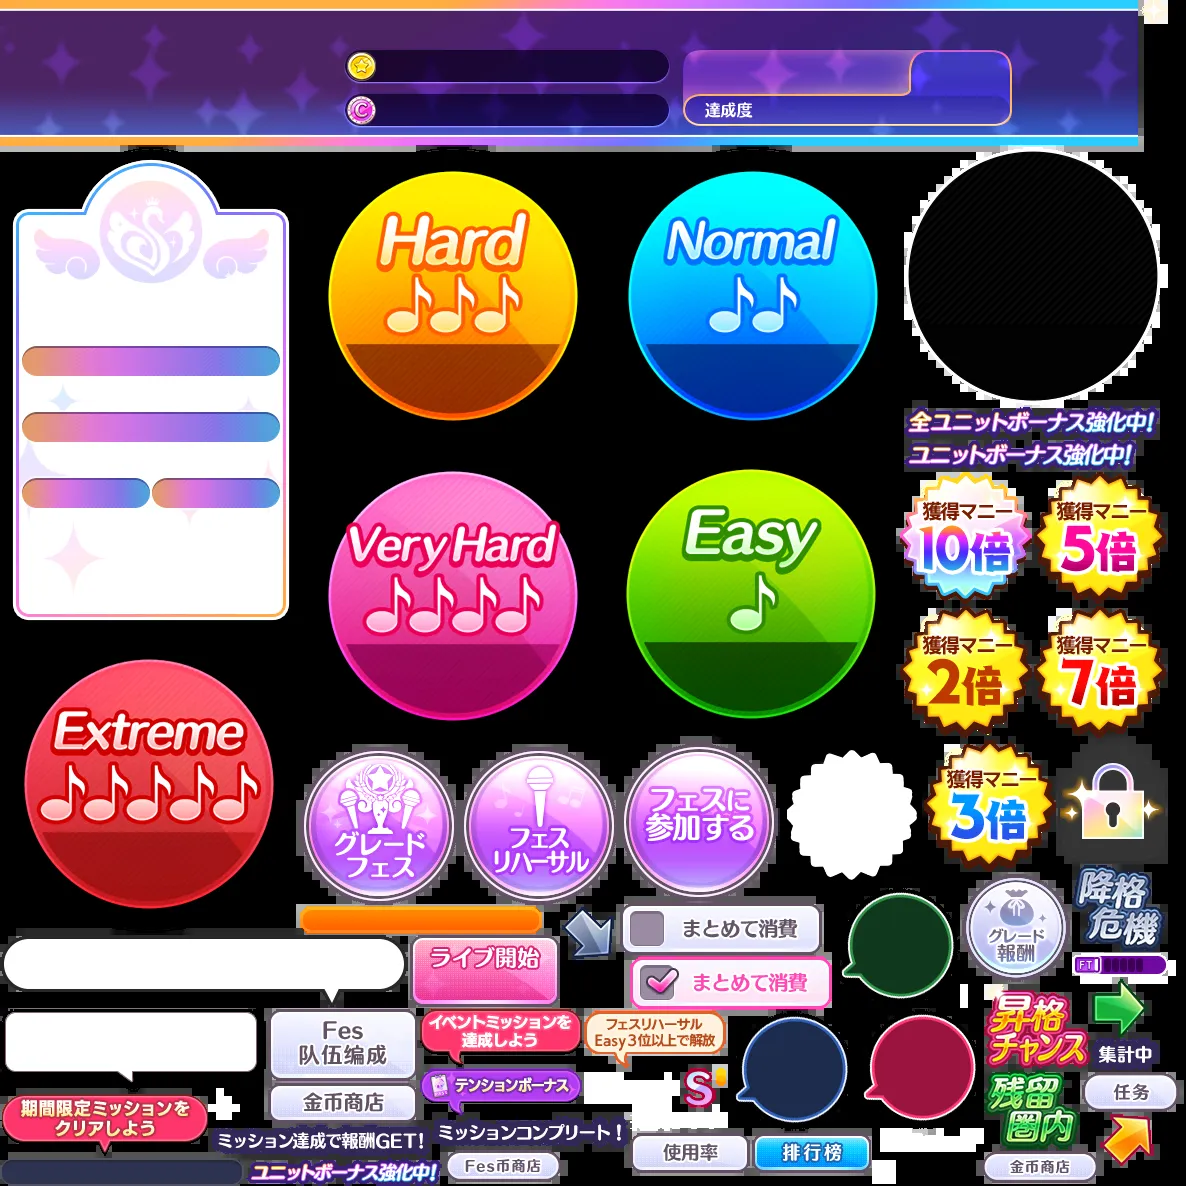 達成度
Hard
Normal
全ユニットボーナス強化中!
ユニットボーナス強化中!
獲得マニー
10倍
獲得マニー
5倍
Very Hard
Easy
獲得マニー
2倍
獲得マニー
7倍
Extreme
グレード
フェス
フェス
リハーサル
フェスに
参加する
獲得マニー
3倍
降格
危機
グレード
報酬
まとめて消費
ライブ開始
まとめて消費
FT
昇格
チャンス
集計中
Fes
队伍编成
イベントミッションを
達成しよう
フェスリハーサル
Easy3位以上で解放
テンションボーナス
S
残留
圏内
任务
期間限定ミッションを
クリアしよう
金币商店
ミッション達成で報酬GET!
ミッションコンプリート!
使用率
排行榜
ユニットボーナス強化中!
Fes币商店
金币商店